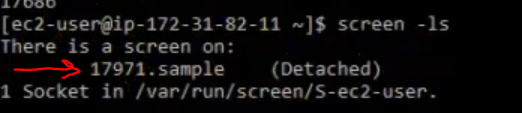 17686
[ec2-user@ip-172-31-82-11 ~]$ screen -ls
There is a screen on:
17971.sample (Detached)
1 Socket in /var/run/screen/S-ec2-user.